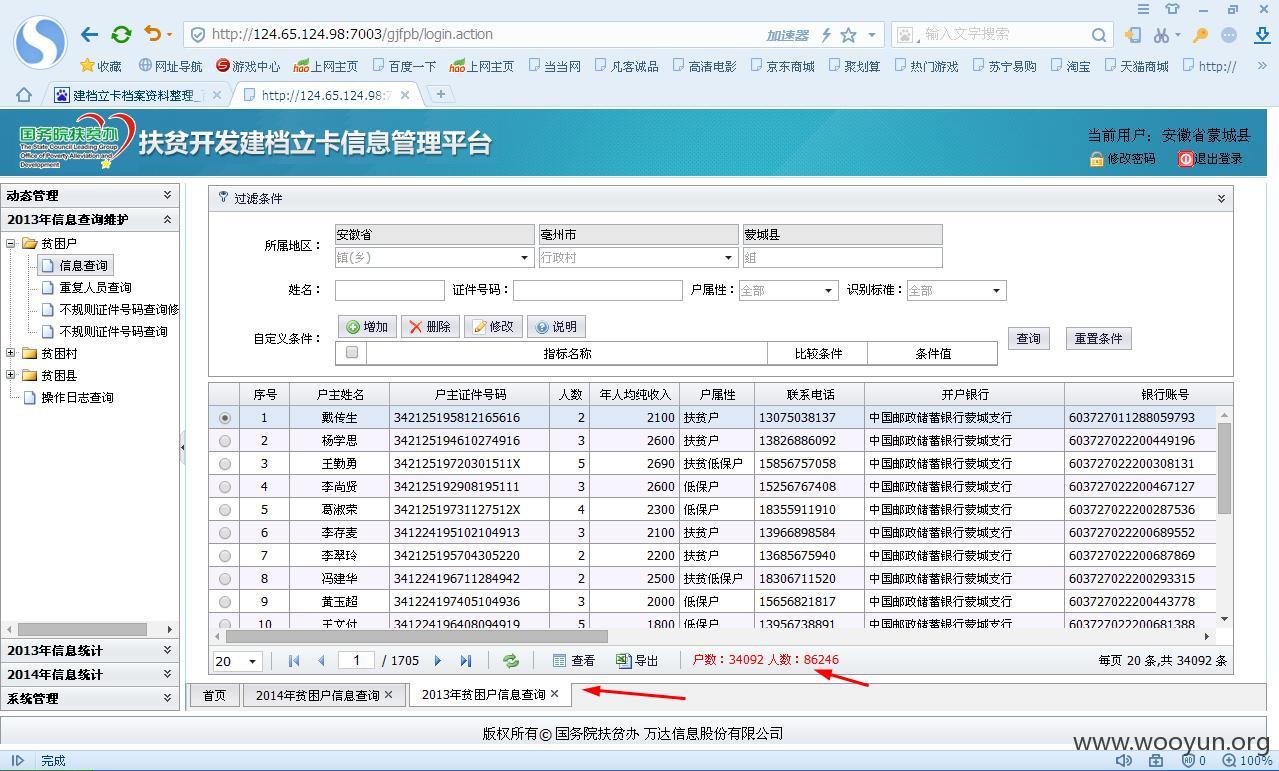 http://124.65.124.98:7003/gjfpb/login.action 加速器 输入文字搜索
收藏 网址导航 游戏中心 hao 上网主页 百度一下 hao 上网主页 当当网 凡客诚品 高清电影 京东商城 聚划算 热门游戏 苏宁易购 淘宝 天猫商城 http://
建档立卡档案资料整理_ http://124.65.124.98:7
国务院扶贫办
The State Council Leading Group
Office of Poverty Alleviation and
Development
扶贫开发建档立卡信息管理平台
当前用户：安徽省蒙城县
修改密码 退出登录
动态管理
2013年信息查询维护
贫困户
信息查询
重复人员查询
不规则证件号码查询修
不规则证件号码查询
贫困村
贫困县
操作日志查询
2013年信息统计
2014年信息统计
系统管理
过滤条件
所属地区： 安徽省 亳州市 蒙城县
镇(乡) 行政村 组
姓名： 证件号码： 户属性： 全部 识别标准： 全部
自定义条件： 增加 删除 修改 说明 查询 重置条件
指标名称 比较条件 条件值
序号 户主姓名 户主证件号码 人数 年人均纯收入 户属性 联系电话 开户银行 银行账号
1 戴传生 342125195812165616 2 2100 扶贫户 13075038137 中国邮政储蓄银行蒙城支行 603727011288059793
2 杨学思 342125194610274916 3 2600 扶贫户 13826886092 中国邮政储蓄银行蒙城支行 603727022200449196
3 王勤勇 34212519720301511X 5 2690 扶贫低保户 15856757058 中国邮政储蓄银行蒙城支行 603727022200308131
4 李尚贤 342125192908195111 3 2600 低保户 15256767408 中国邮政储蓄银行蒙城支行 603727022200467127
5 葛淑荣 34212519731127512X 4 2300 低保户 18355911910 中国邮政储蓄银行蒙城支行 603727022200287536
6 李存麦 341224195102104913 3 2100 扶贫户 13966898584 中国邮政储蓄银行蒙城支行 603727022200689552
7 李翠玲 342125195704305220 2 2200 扶贫户 13685675940 中国邮政储蓄银行蒙城支行 603727022200687869
8 冯建华 341224196711284942 2 2500 扶贫低保户 18306711520 中国邮政储蓄银行蒙城支行 603727022200293315
9 黄玉超 341224197405104936 3 2000 低保户 15656821817 中国邮政储蓄银行蒙城支行 603727022200443778
10 王文付 341224196408094919 5 1800 低保户 13956738891 中国邮政储蓄银行蒙城支行 603727022200681388
20 1 / 1705 查看 导出 户数：34092 人数：86246 每页 20 条,共 34092 条
首页 2014年贫困户信息查询 2013年贫困户信息查询
版权所有© 国务院扶贫办 万达信息股份有限公司
www.wooyun.org
完成 0 100%